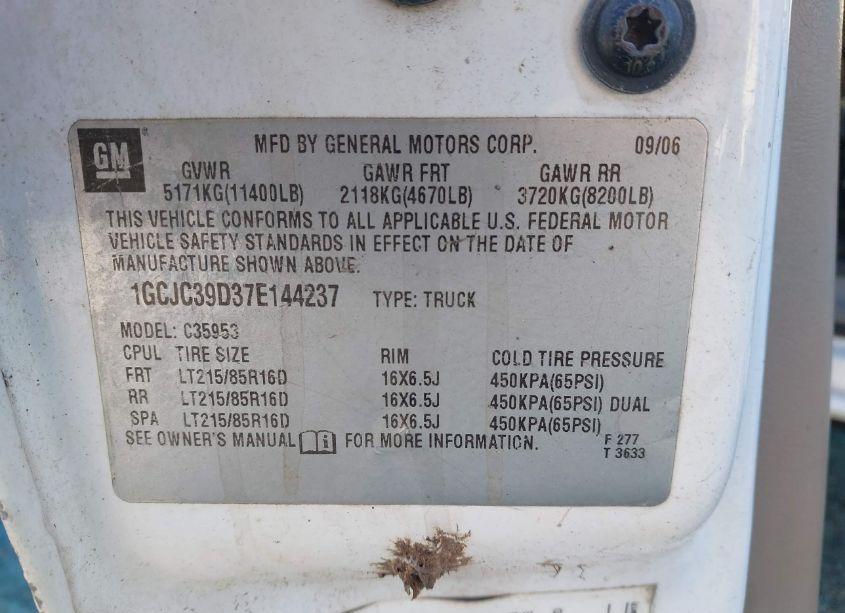 GM ® MFD BY GENERAL MOTORS CORP. 09/06
GVWR GAWR FRT GAWR RR
5171KG(11400LB) 2118KG(4670LB) 3720KG(8200LB)
THIS VEHICLE CONFORMS TO ALL APPLICABLE U.S. FEDERAL MOTOR
VEHICLE SAFETY STANDARDS IN EFFECT ON THE DATE OF
MANUFACTURE SHOWN ABOVE.
1GCJC39D37E144237 TYPE: TRUCK
MODEL: C35953
CPUL TIRE SIZE RIM COLD TIRE PRESSURE
FRT LT215/85R16D 16X6.5J 450KPA(65PSI)
RR LT215/85R16D 16X6.5J 450KPA(65PSI) DUAL
SPA LT215/85R16D 16X6.5J 450KPA(65PSI)
SEE OWNER'S MANUAL i FOR MORE INFORMATION. F 277
T 3633